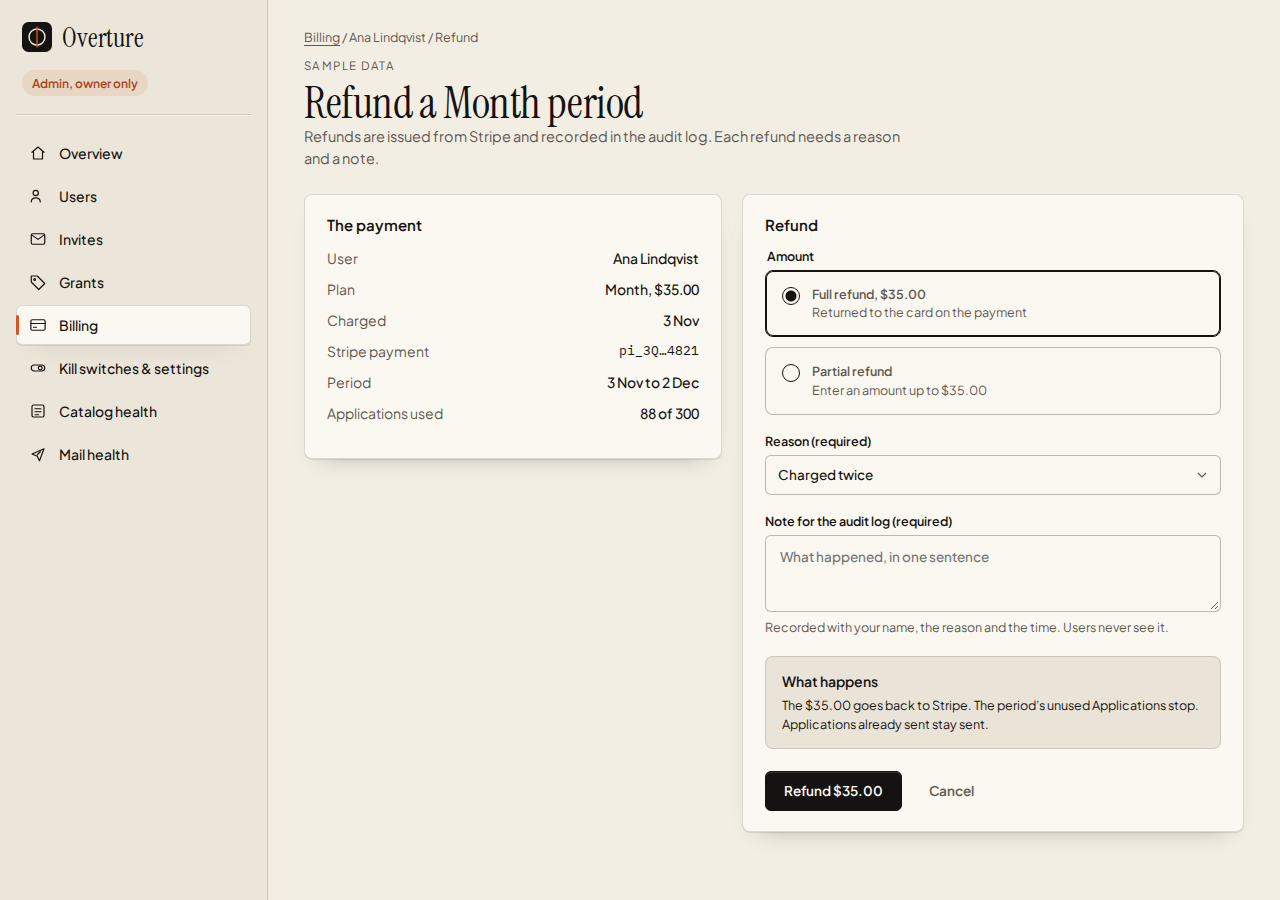 Overture
Admin, owner only
Overview
Users
Invites
Grants
Billing
Kill switches & settings
Catalog health
Mail health
Billing / Ana Lindqvist / Refund
SAMPLE DATA
Refund a Month period
Refunds are issued from Stripe and recorded in the audit log. Each refund needs a reason
and a note.
The payment
User Ana Lindqvist
Plan Month, $35.00
Charged 3 Nov
Stripe payment pi_3Q…4821
Period 3 Nov to 2 Dec
Applications used 88 of 300
Refund
Amount
Full refund, $35.00
Returned to the card on the payment
Partial refund
Enter an amount up to $35.00
Reason (required)
Charged twice
Note for the audit log (required)
What happened, in one sentence
Recorded with your name, the reason and the time. Users never see it.
What happens
The $35.00 goes back to Stripe. The period's unused Applications stop.
Applications already sent stay sent.
Refund $35.00
Cancel